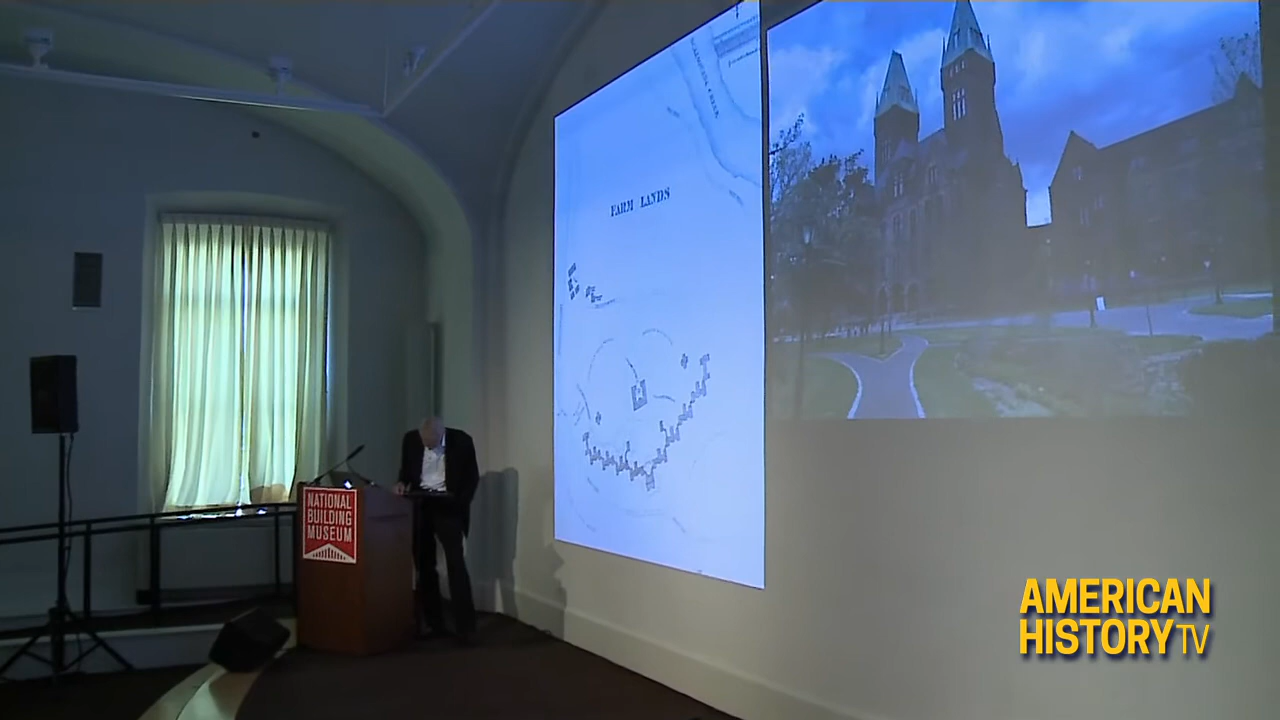 FARM LANDS
NATIONAL
BUILDING
MUSEUM
AMERICAN
HISTORY TV